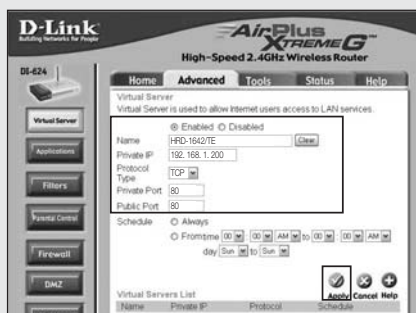 D-Link
Building Networks for People
AirPlus
XTREME G™
High-Speed 2.4GHz Wireless Router
DI-624
Home Advanced Tools Status Help
Virtual Server
Virtual Server is used to allow Internet users access to LAN services.
Enabled Disabled
Name HRD-1642/TE Clear
Private IP 192. 168. 1. 200
Protocol Type TCP
Private Port 80
Public Port 80
Schedule Always
From time 00 : 00 AM to 00 : 00 AM
day Sun to Sun
Apply Cancel Help
Virtual Servers List
Name Private IP Protocol Schedule
Virtual Server
Applications
Filters
Parental Control
Firewall
DMZ